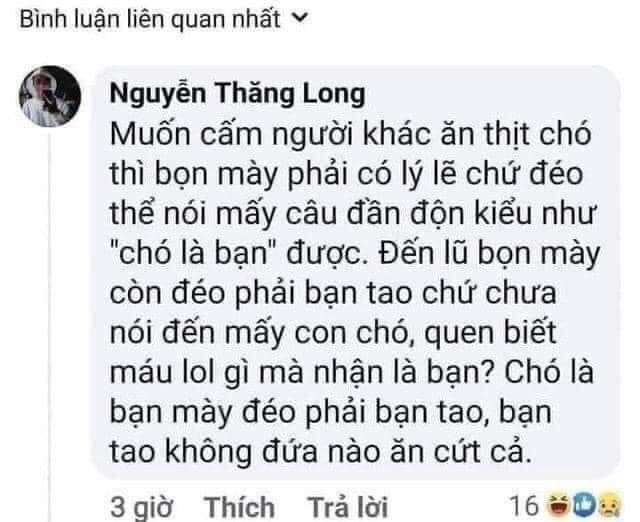 Bình luận liên quan nhất
Nguyễn Thăng Long
Muốn cấm người khác ăn thịt chó
thì bọn mày phải có lý lẽ chứ đéo
thể nói mấy câu đần độn kiểu như
"chó là bạn" được. Đến lũ bọn mày
còn đéo phải bạn tao chứ chưa
nói đến mấy con chó, quen biết
máu lol gì mà nhận là bạn? Chó là
bạn mày đéo phải bạn tao, bạn
tao không đứa nào ăn cứt cả.
3 giờ Thích Trả lời 16